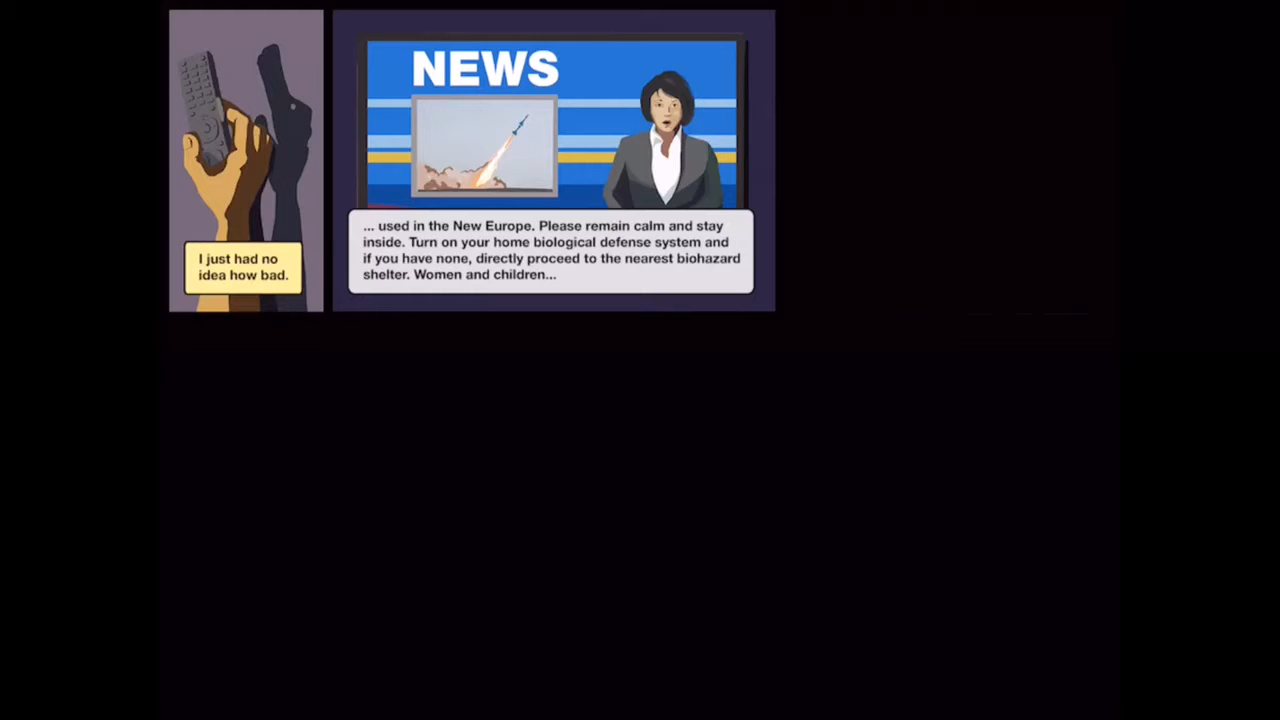 I just had no
idea how bad.
NEWS
... used in the New Europe. Please remain calm and stay
inside. Turn on your home biological defense system and
if you have none, directly proceed to the nearest biohazard
shelter. Women and children...